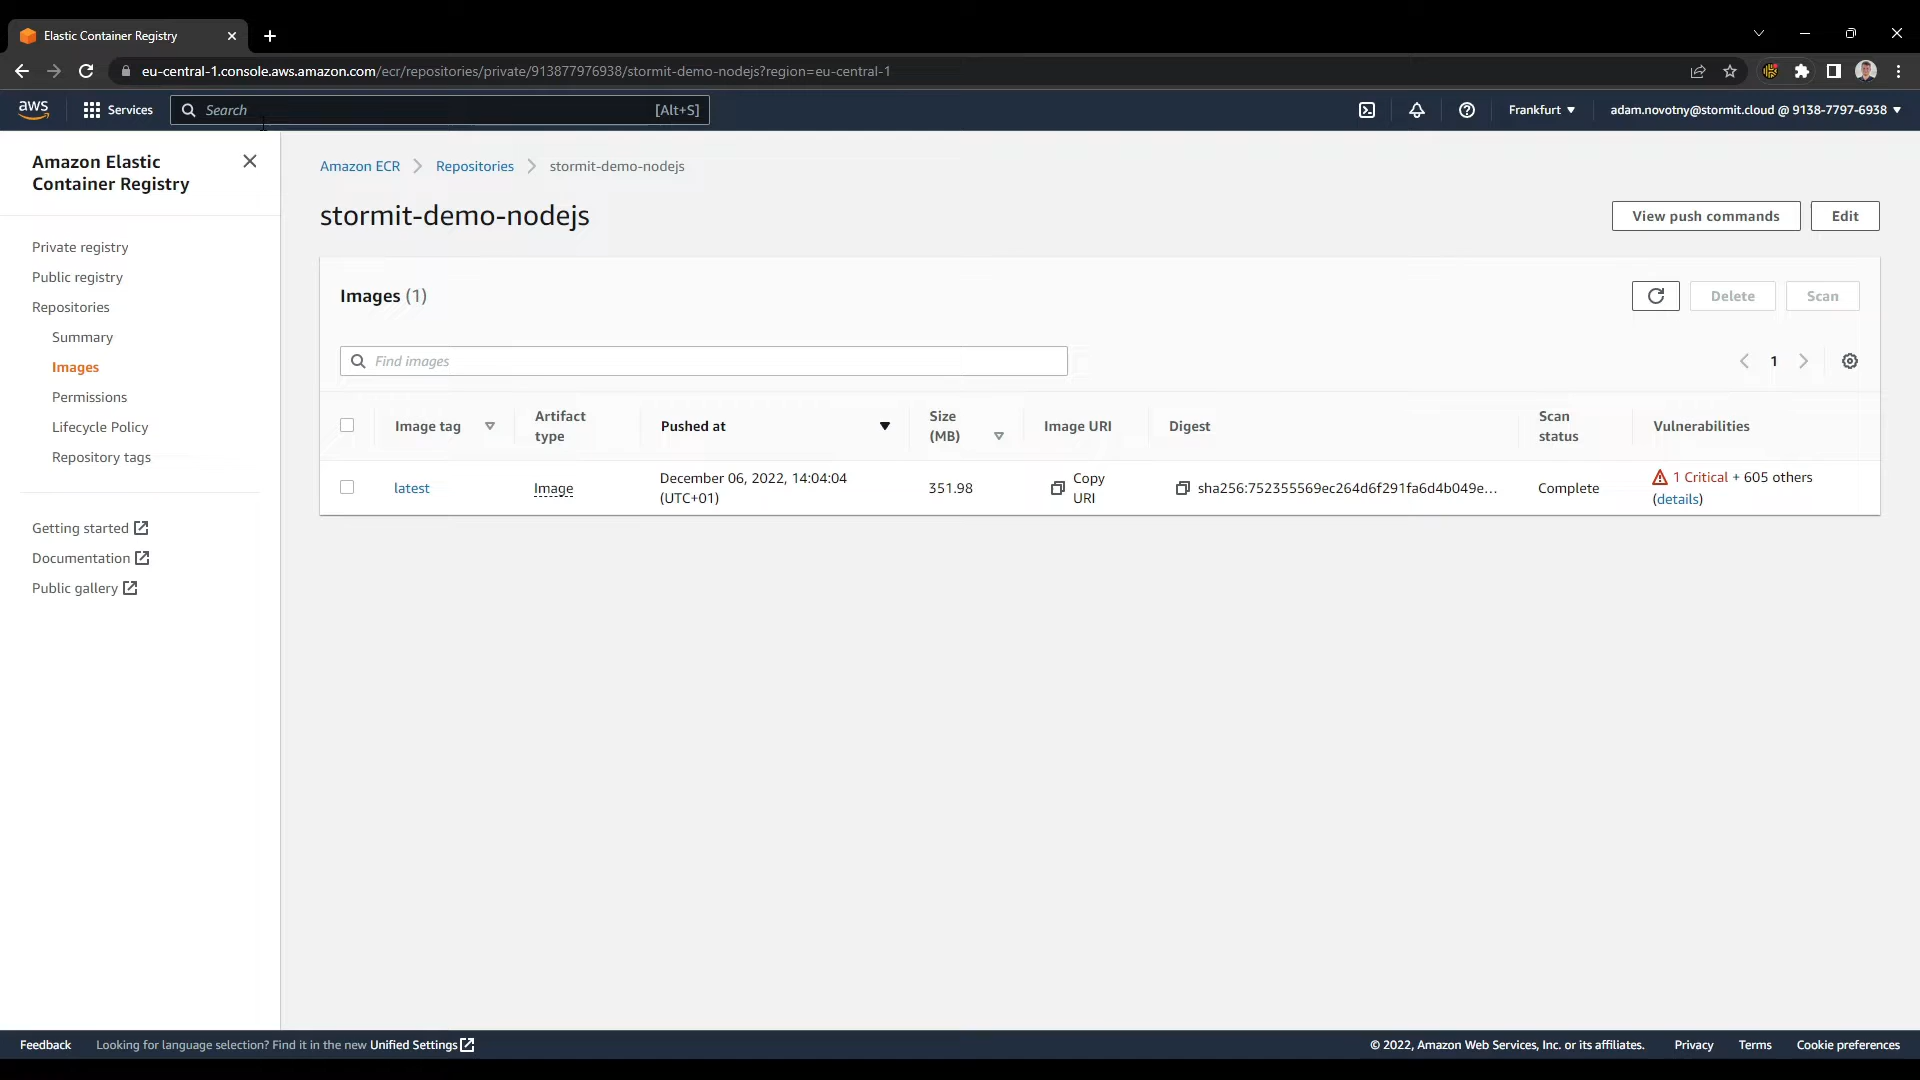 Elastic Container Registry
eu-central-1.console.aws.amazon.com/ecr/repositories/private/913877976938/stormit-demo-nodejs?region=eu-central-1
aws
Services
Search
[Alt+S]
Frankfurt
adam.novotny@stormit.cloud @ 9138-7797-6938
Amazon Elastic
Container Registry
Private registry
Public registry
Repositories
Summary
Images
Permissions
Lifecycle Policy
Repository tags
Getting started
Documentation
Public gallery
Amazon ECR
Repositories
stormit-demo-nodejs
stormit-demo-nodejs
View push commands
Edit
Images (1)
Delete
Scan
Find images
1
Image tag
Artifact
type
Pushed at
Size
(MB)
Image URI
Digest
Scan
status
Vulnerabilities
latest
Image
December 06, 2022, 14:04:04
(UTC+01)
351.98
Copy
URI
sha256:752355569ec264d6f291fa6d4b049e...
Complete
1 Critical + 605 others
(details)
Feedback
Looking for language selection? Find it in the new Unified Settings
© 2022, Amazon Web Services, Inc. or its affiliates.
Privacy
Terms
Cookie preferences